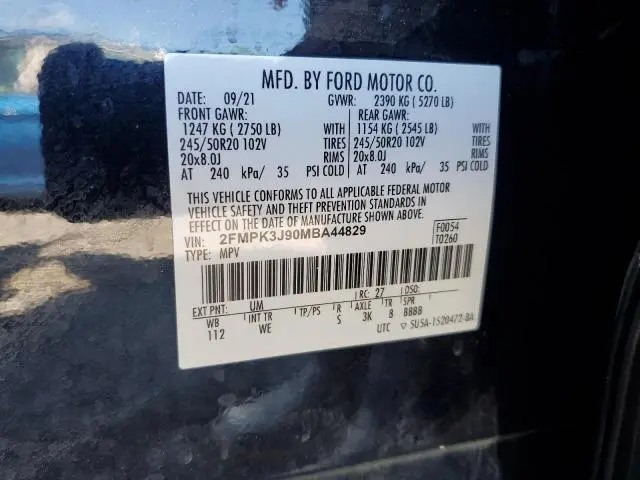 MFD. BY FORD MOTOR CO.
DATE: 09/21 GVWR: 2390 KG ( 5270 LB)
FRONT GAWR: REAR GAWR:
1247 KG ( 2750 LB) WITH 1154 KG ( 2545 LB) WITH
245/50R20 102V TIRES 245/50R20 102V TIRES
20x8.0J RIMS 20x8.0J RIMS
AT 240 kPa/ 35 PSI COLD AT 240 kPa/ 35 PSI COLD
THIS VEHICLE CONFORMS TO ALL APPLICABLE FEDERAL MOTOR
VEHICLE SAFETY AND THEFT PREVENTION STANDARDS IN
EFFECT ON THE DATE OF MANUFACTURE SHOWN ABOVE.
VIN: 2FMPK3J90MBA44829 F0054
TYPE: MPV T0260
EXT PNT: UM RC: 27 DSO:
WB INT TR TP/PS R AXLE TR SPR
112 WE S 3K 8 BBBB
UTC ▽ 5U5A-1520472-BA